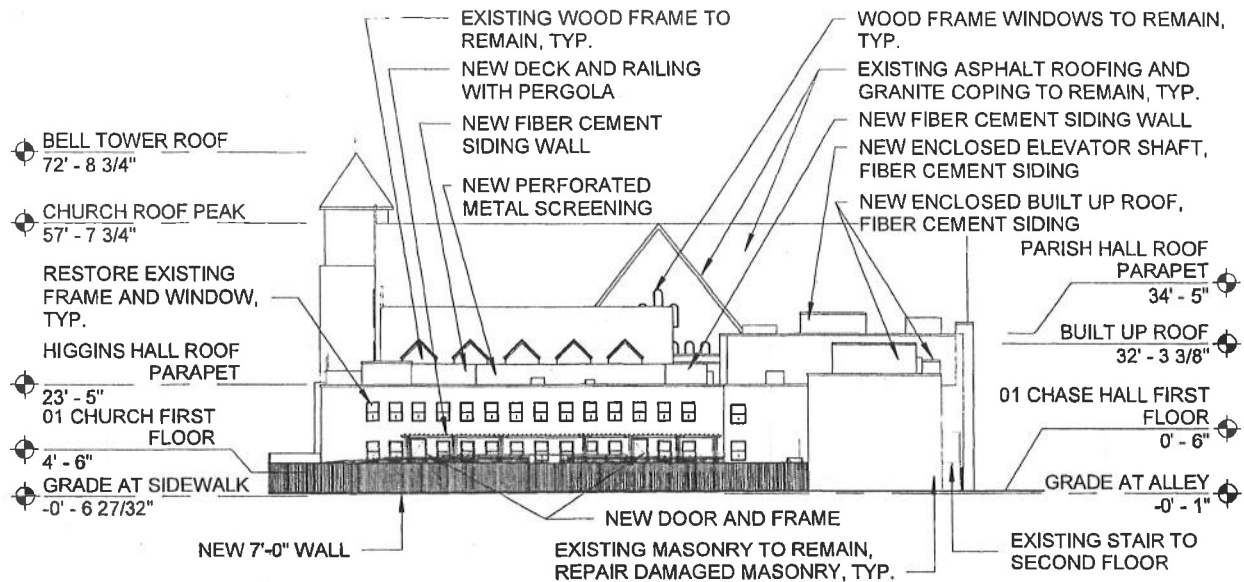 EXISTING WOOD FRAME TO
REMAIN, TYP.
NEW DECK AND RAILING
WITH PERGOLA
NEW FIBER CEMENT
SIDING WALL
NEW PERFORATED
METAL SCREENING
WOOD FRAME WINDOWS TO REMAIN,
TYP.
EXISTING ASPHALT ROOFING AND
GRANITE COPING TO REMAIN, TYP.
NEW FIBER CEMENT SIDING WALL
NEW ENCLOSED ELEVATOR SHAFT,
FIBER CEMENT SIDING
NEW ENCLOSED BUILT UP ROOF,
FIBER CEMENT SIDING
BELL TOWER ROOF
72' - 8 3/4"
CHURCH ROOF PEAK
57' - 7 3/4"
RESTORE EXISTING
FRAME AND WINDOW,
TYP.
HIGGINS HALL ROOF
PARAPET
23' - 5"
01 CHURCH FIRST
FLOOR
4' - 6"
GRADE AT SIDEWALK
-0' - 6 27/32"
PARISH HALL ROOF
PARAPET
34' - 5"
BUILT UP ROOF
32' - 3 3/8"
01 CHASE HALL FIRST
FLOOR
0' - 6"
GRADE AT ALLEY
-0' - 1"
NEW 7'-0" WALL
NEW DOOR AND FRAME
EXISTING MASONRY TO REMAIN,
REPAIR DAMAGED MASONRY, TYP.
EXISTING STAIR TO
SECOND FLOOR